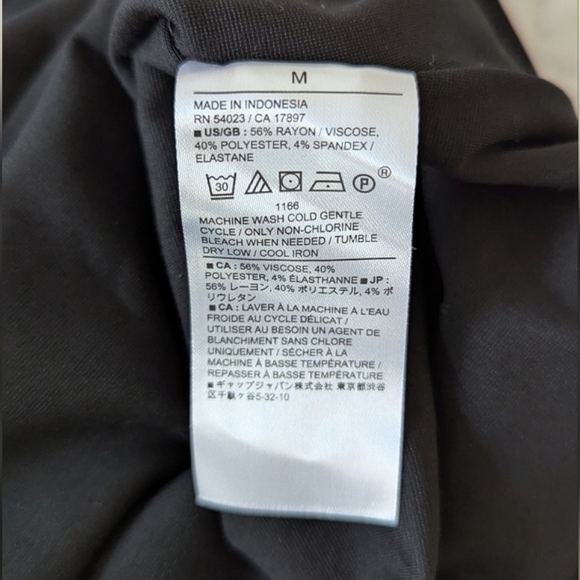 M
MADE IN INDONESIA
RN 54023 / CA 17897
■ US/GB : 56% RAYON / VISCOSE,
40% POLYESTER, 4% SPANDEX /
ELASTANE
30 P ®
1166
MACHINE WASH COLD GENTLE
CYCLE / ONLY NON-CHLORINE
BLEACH WHEN NEEDED / TUMBLE
DRY LOW / COOL IRON
■ CA : 56% VISCOSE, 40%
POLYESTER, 4% ÉLASTHANNE ■ JP :
56% レーヨン, 40% ポリエステル, 4% ポ
リウレタン
■ CA : LAVER À LA MACHINE À L'EAU
FROIDE AU CYCLE DÉLICAT /
UTILISER AU BESOIN UN AGENT DE
BLANCHIMENT SANS CHLORE
UNIQUEMENT / SÉCHER À LA
MACHINE À BASSE TEMPÉRATURE /
REPASSER À BASSE TEMPÉRATURE
■ ギャップジャパン株式会社 東京都渋谷
区千駄ヶ谷5-32-10